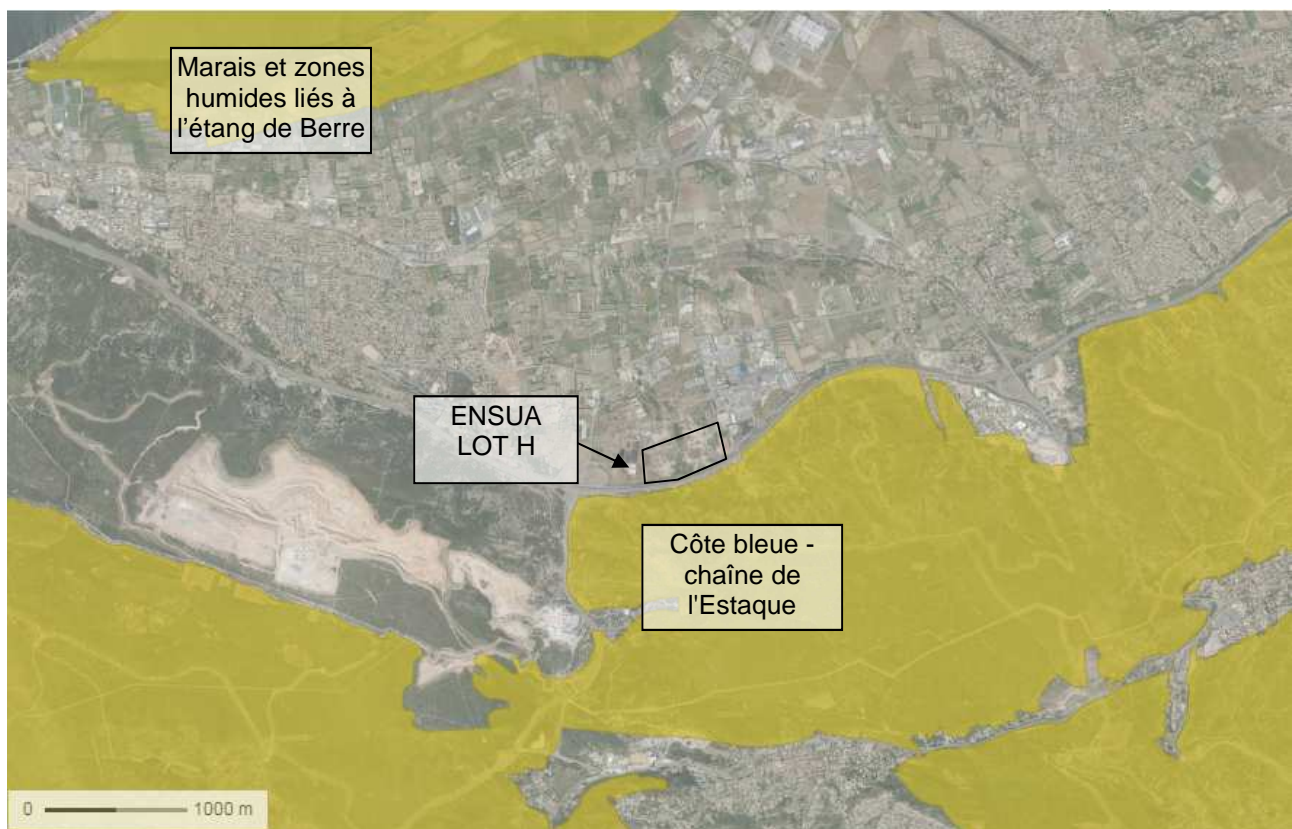 Marais et zones
humides liés à
l'étang de Berre
ENSUA
LOT H
Côte bleue -
chaîne de
l'Estaque
0 1000 m